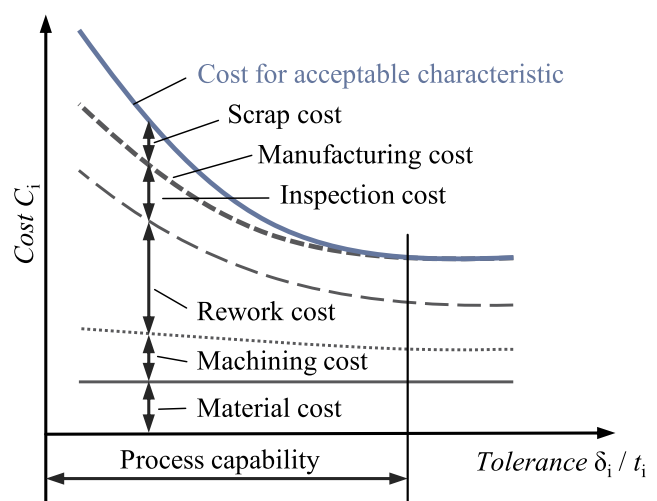 Cost for acceptable characteristic
Scrap cost
Manufacturing cost
Inspection cost
Cost Cᵢ
Rework cost
Machining cost
Material cost
Process capability
Tolerance δᵢ / tᵢ